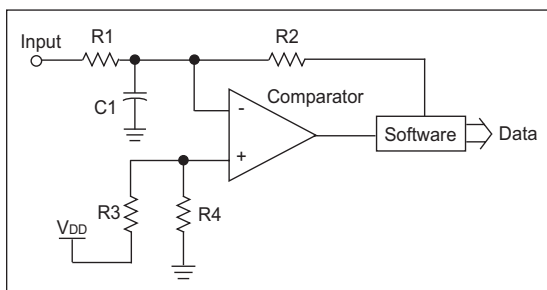 Input
R1
R2
C1
Comparator
-
+
Software
Data
R3
R4
VDD